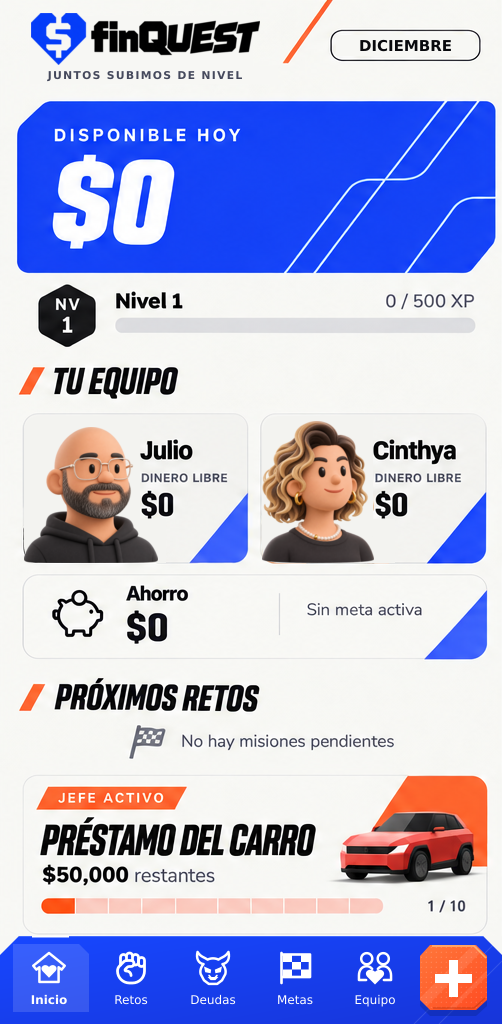 finQUEST
JUNTOS SUBIMOS DE NIVEL
DICIEMBRE
DISPONIBLE HOY
$0
NV
1
Nivel 1
0 / 500 XP
TU EQUIPO
Julio
DINERO LIBRE
$0
Cinthya
DINERO LIBRE
$0
Ahorro
$0
Sin meta activa
PRÓXIMOS RETOS
No hay misiones pendientes
JEFE ACTIVO
PRÉSTAMO DEL CARRO
$50,000 restantes
1 / 10
Inicio
Retos
Deudas
Metas
Equipo